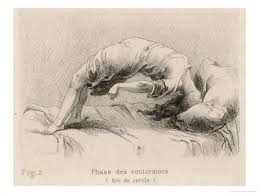 Fig. 3.
Phase des contorsions
( Arc de cercle )